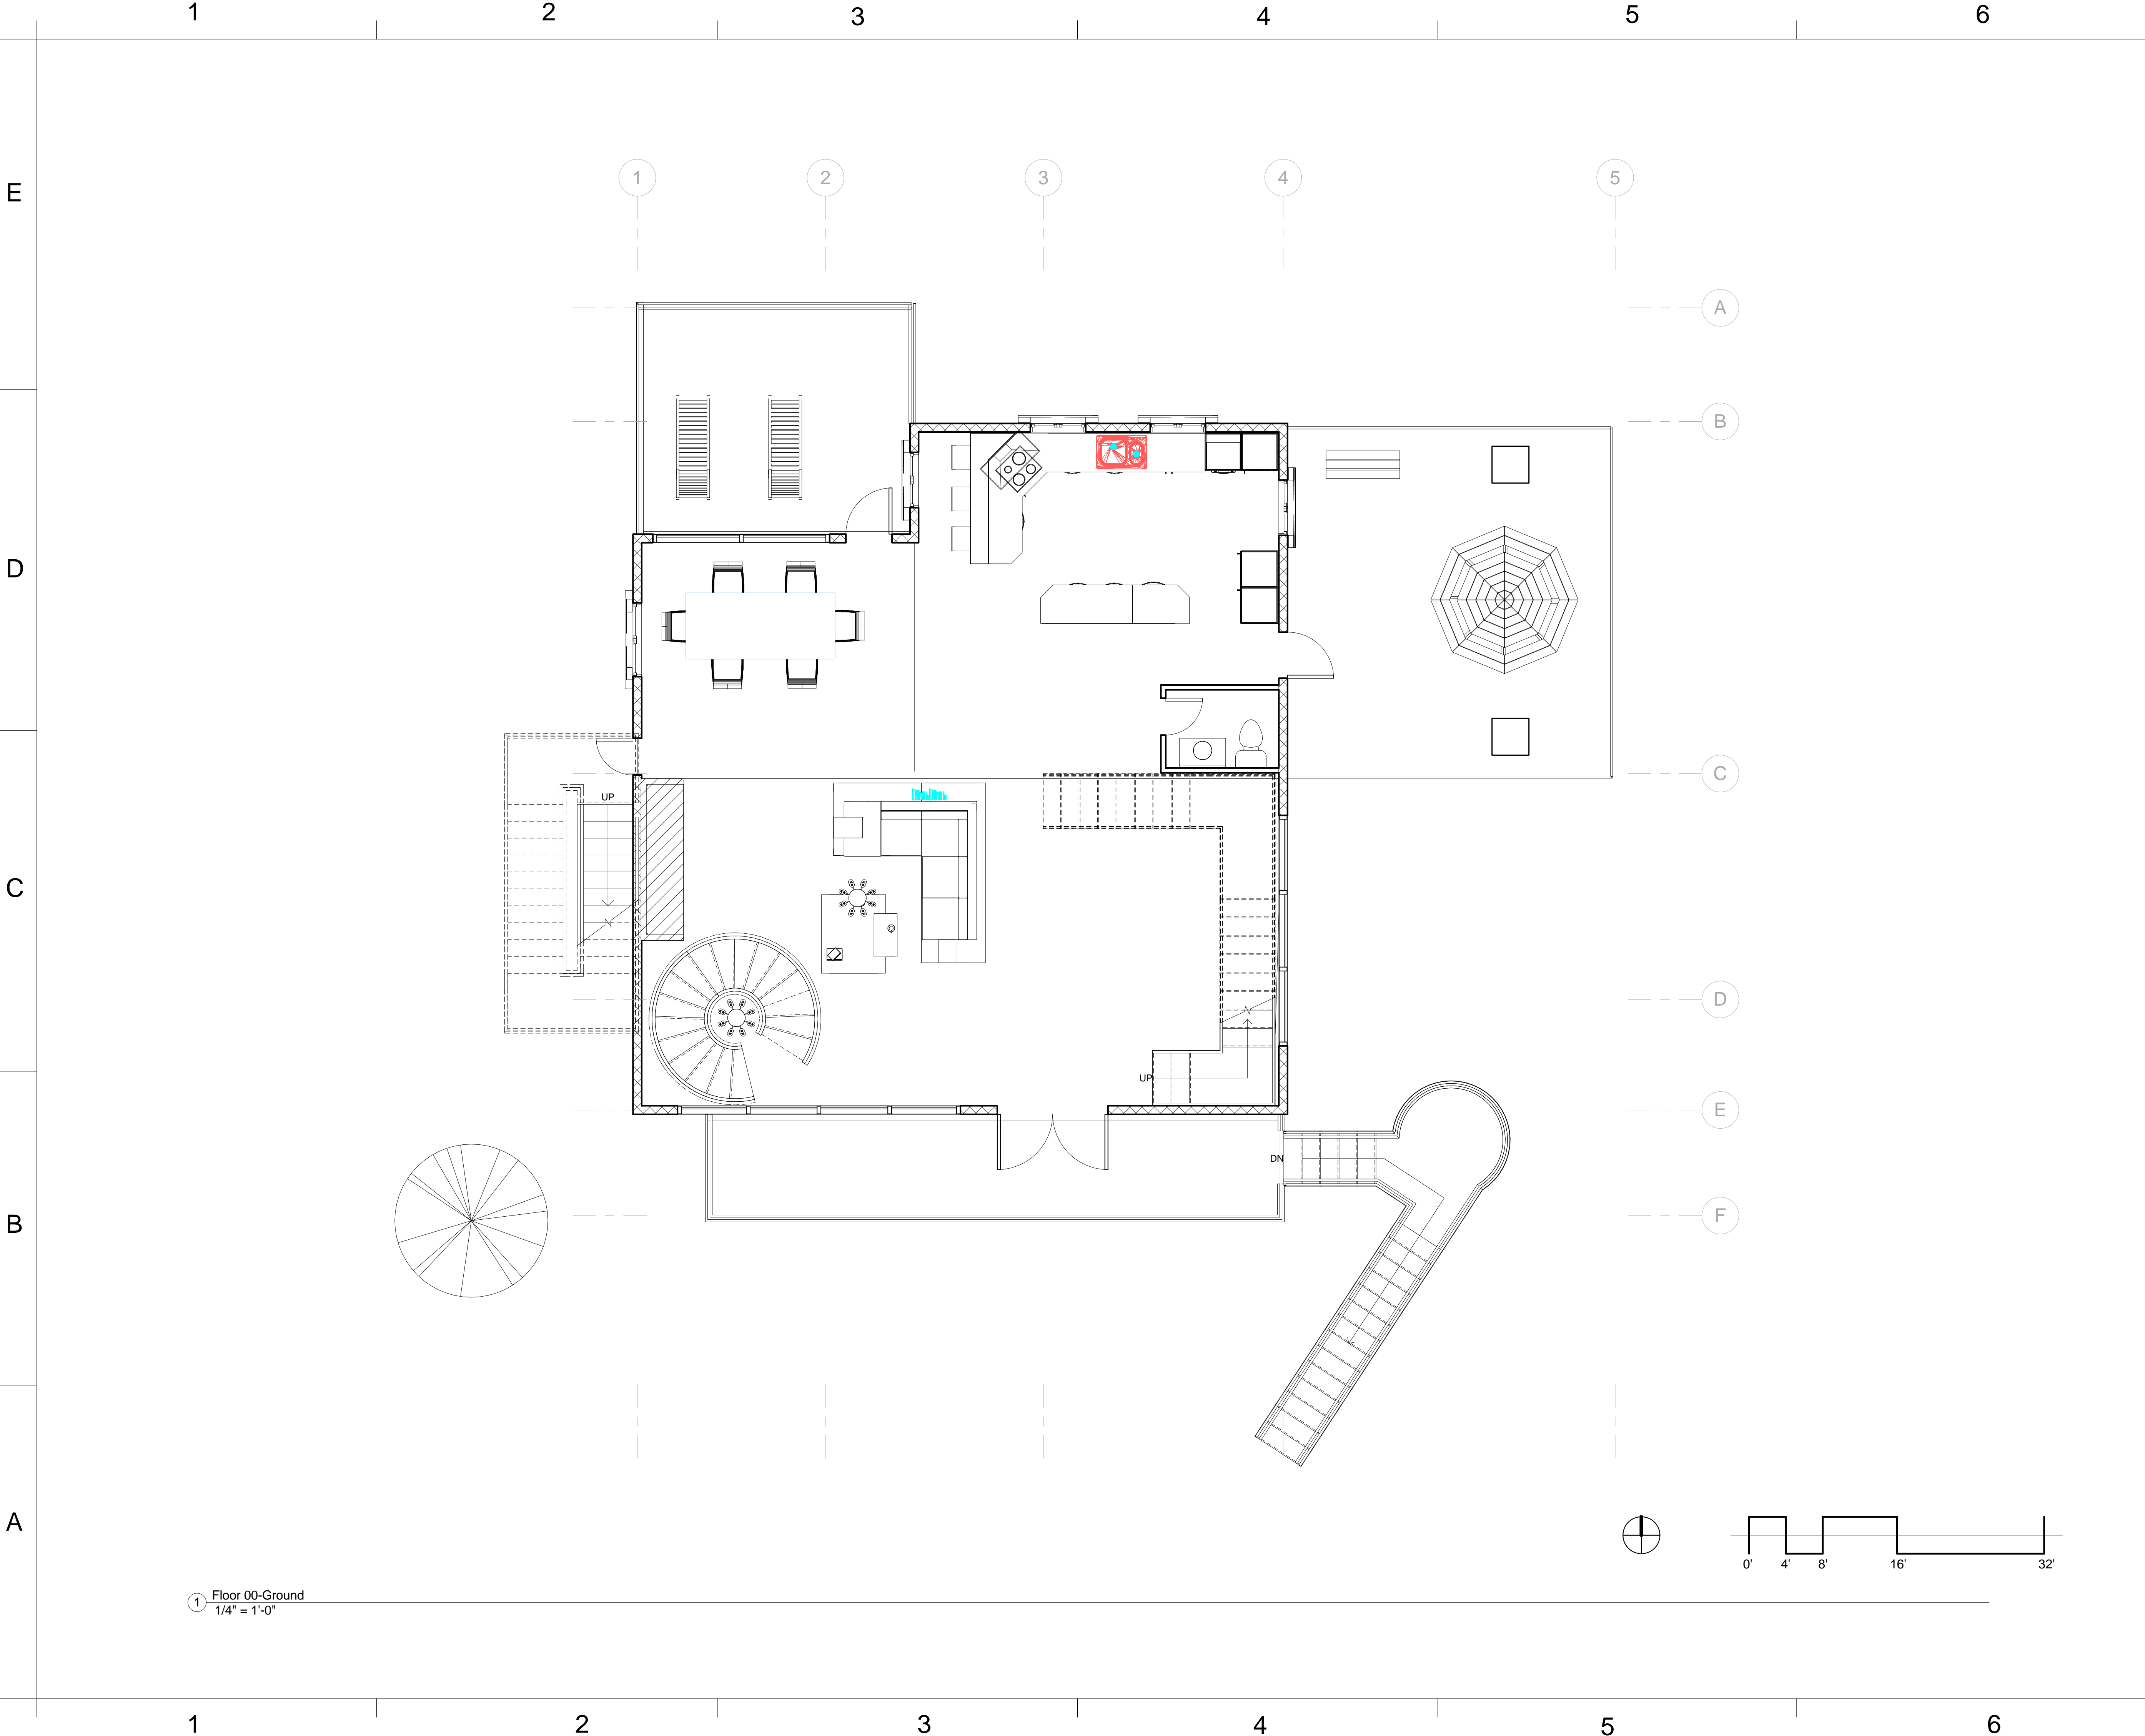 1 2 3 4 5 6
E
1 2 3 4 5
A
B
D
C
UP
C
D
UP
E
DN
B
F
A
0' 4' 8' 16' 32'
1 Floor 00-Ground
1/4" = 1'-0"
1 2 3 4 5 6